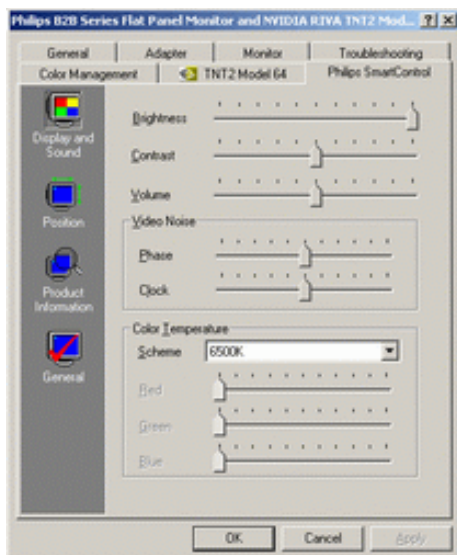 Philips B2B Series Flat Panel Monitor and NVIDIA RIVA TNT2 Mod...
General Adapter Monitor Troubleshooting
Color Management TNT2 Model 64 Philips SmartControl
Display and
Sound
Position
Product
Information
General
Brightness
Contrast
Volume
Video Noise
Phase
Clock
Color Temperature
Scheme 6500K
Red
Green
Blue
OK Cancel Apply